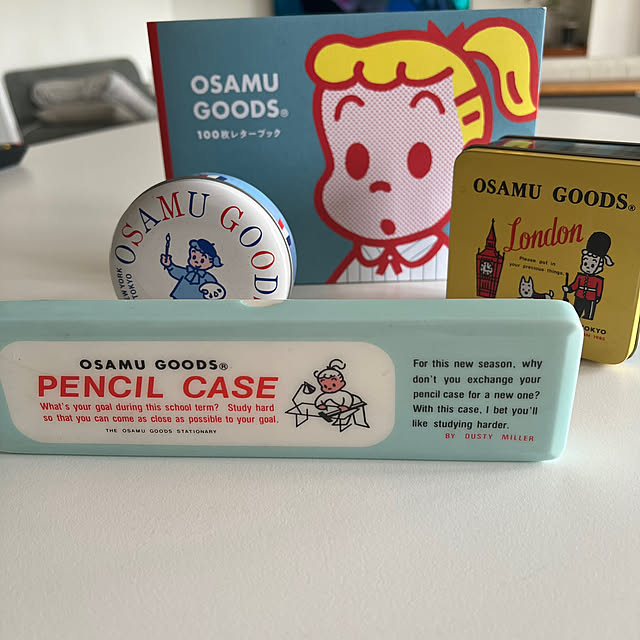 OSAMU
GOODS®
100枚レターブック
OSAMU GOODS
NEW YORK
TOKYO
OSAMU GOODS®
London
Please put in
your precious things.
TOKYO
OSAMU GOODS®
PENCIL CASE
What's your goal during this school term? Study hard
so that you can come as close as possible to your goal.
THE OSAMU GOODS STATIONARY
For this new season, why
don't you exchange your
pencil case for a new one?
With this case, I bet you'll
like studying harder.
BY DUSTY MILLER